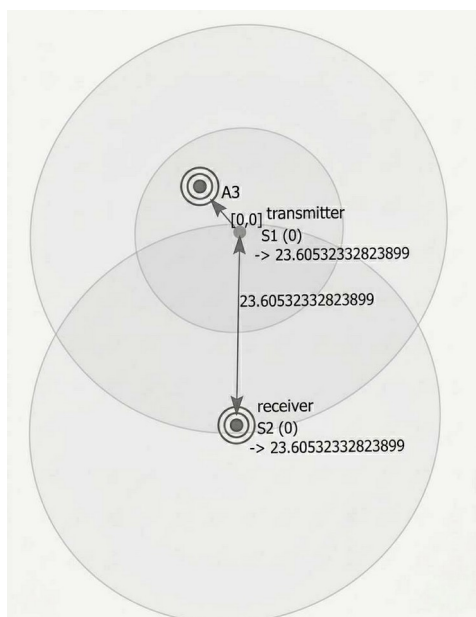 A3
[0,0] transmitter
S1 (0)
-> 23.60532332823899
23.60532332823899
receiver
S2 (0)
-> 23.60532332823899